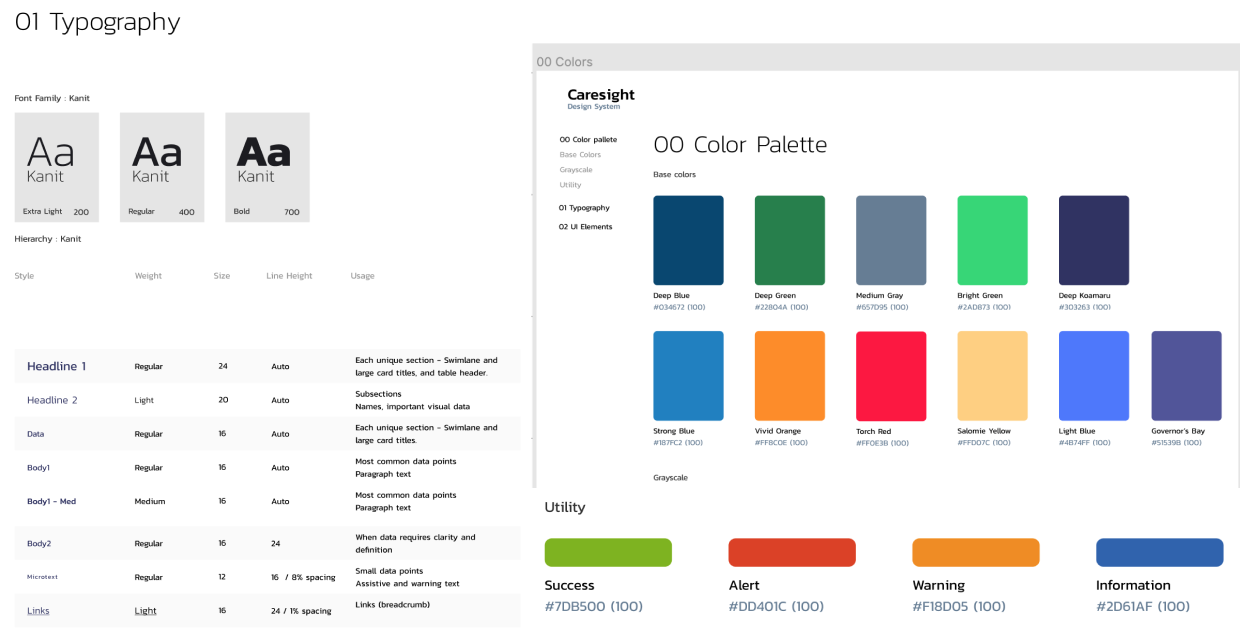 01 Typography
Font Family : Kanit
Aa
Kanit
Extra Light 200
Aa
Kanit
Regular 400
Aa
Kanit
Bold 700
Hierarchy : Kanit
Style Weight Size Line Height Usage
Headline 1 Regular 24 Auto Each unique section - Swimlane and
large card titles, and table header.
Headline 2 Light 20 Auto Subsections
Names, important visual data
Data Regular 16 Auto Each unique section - Swimlane and
large card titles.
Body1 Regular 16 Auto Most common data points
Paragraph text
Body1 - Med Medium 16 Auto Most common data points
Paragraph text
Body2 Regular 16 24 When data requires clarity and
definition
Microtext Regular 12 16 / 8% spacing Small data points
Assistive and warning text
Links Light 16 24 / 1% spacing Links (breadcrumb)
00 Colors
Caresight
Design System
00 Color pallete
Base Colors
Grayscale
Utility
01 Typography
02 UI Elements
00 Color Palette
Base colors
Deep Blue Deep Green Medium Gray Bright Green Deep Koamaru
#034672 (100) #22804A (100) #657D95 (100) #2AD873 (100) #303263 (100)
Strong Blue Vivid Orange Torch Red Salomie Yellow Light Blue Governor's Bay
#187FC2 (100) #FF8C0E (100) #FF0E3B (100) #FFD07C (100) #4B74FF (100) #51539B (100)
Grayscale
Utility
Success Alert Warning Information
#7DB500 (100) #DD401C (100) #F18D05 (100) #2D61AF (100)